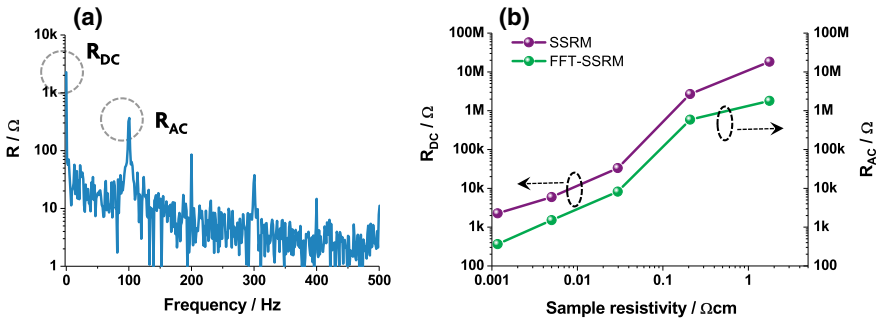 (a)
10k
1k
100
10
1
R / Ω
R_DC
R_AC
0
100
200
300
400
500
Frequency / Hz
(b)
100M
10M
1M
100k
10k
1k
100
R_DC / Ω
SSRM
FFT-SSRM
100M
10M
1M
100k
10k
1k
100
R_AC / Ω
0.001
0.01
0.1
1
Sample resistivity / Ωcm